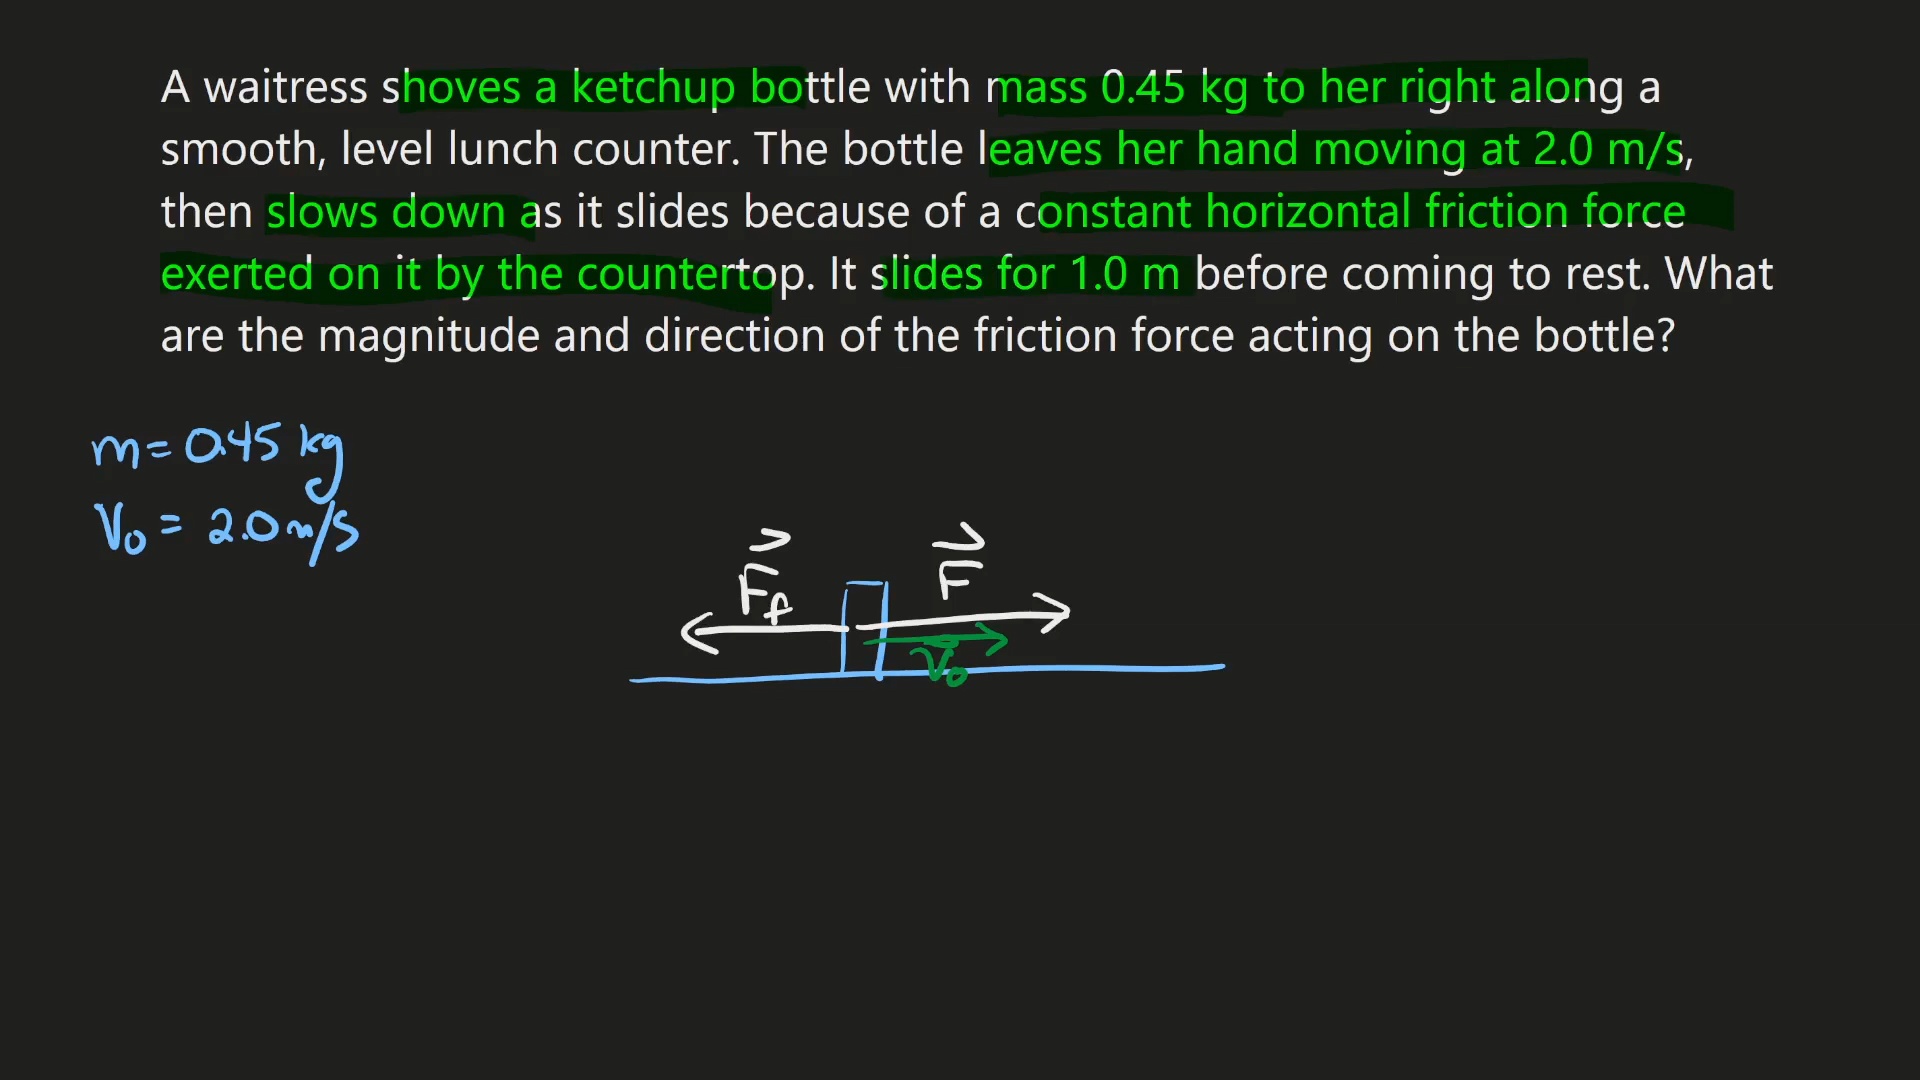 A waitress shoves a ketchup bottle with mass 0.45 kg to her right along a
smooth, level lunch counter. The bottle leaves her hand moving at 2.0 m/s,
then slows down as it slides because of a constant horizontal friction force
exerted on it by the countertop. It slides for 1.0 m before coming to rest. What
are the magnitude and direction of the friction force acting on the bottle?
m = 0.45 kg
V₀ = 2.0 m/s
F⃗f
F⃗
V₀